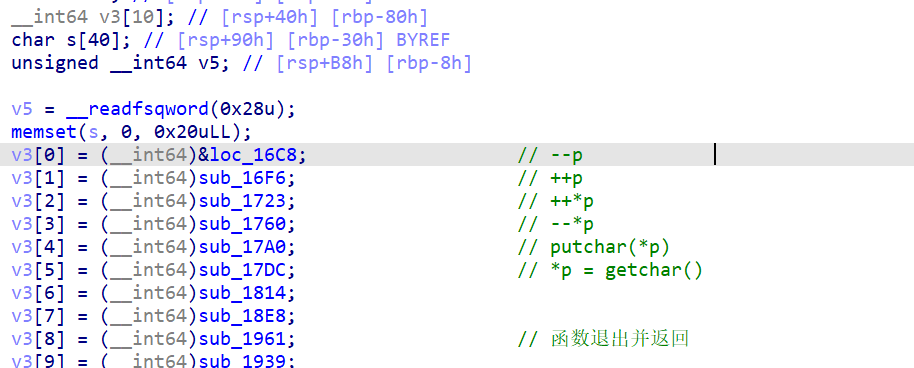 __int64 v3[10]; // [rsp+40h] [rbp-80h]
char s[40]; // [rsp+90h] [rbp-30h] BYREF
unsigned __int64 v5; // [rsp+B8h] [rbp-8h]
v5 = __readfsqword(0x28u);
memset(s, 0, 0x20uLL);
v3[0] = (__int64)&loc_16C8; // --p
v3[1] = (__int64)sub_16F6; // ++p
v3[2] = (__int64)sub_1723; // ++*p
v3[3] = (__int64)sub_1760; // --*p
v3[4] = (__int64)sub_17A0; // putchar(*p)
v3[5] = (__int64)sub_17DC; // *p = getchar()
v3[6] = (__int64)sub_1814;
v3[7] = (__int64)sub_18E8;
v3[8] = (__int64)sub_1961; // 函数退出并返回
v3[9] = (__int64)sub_1939;